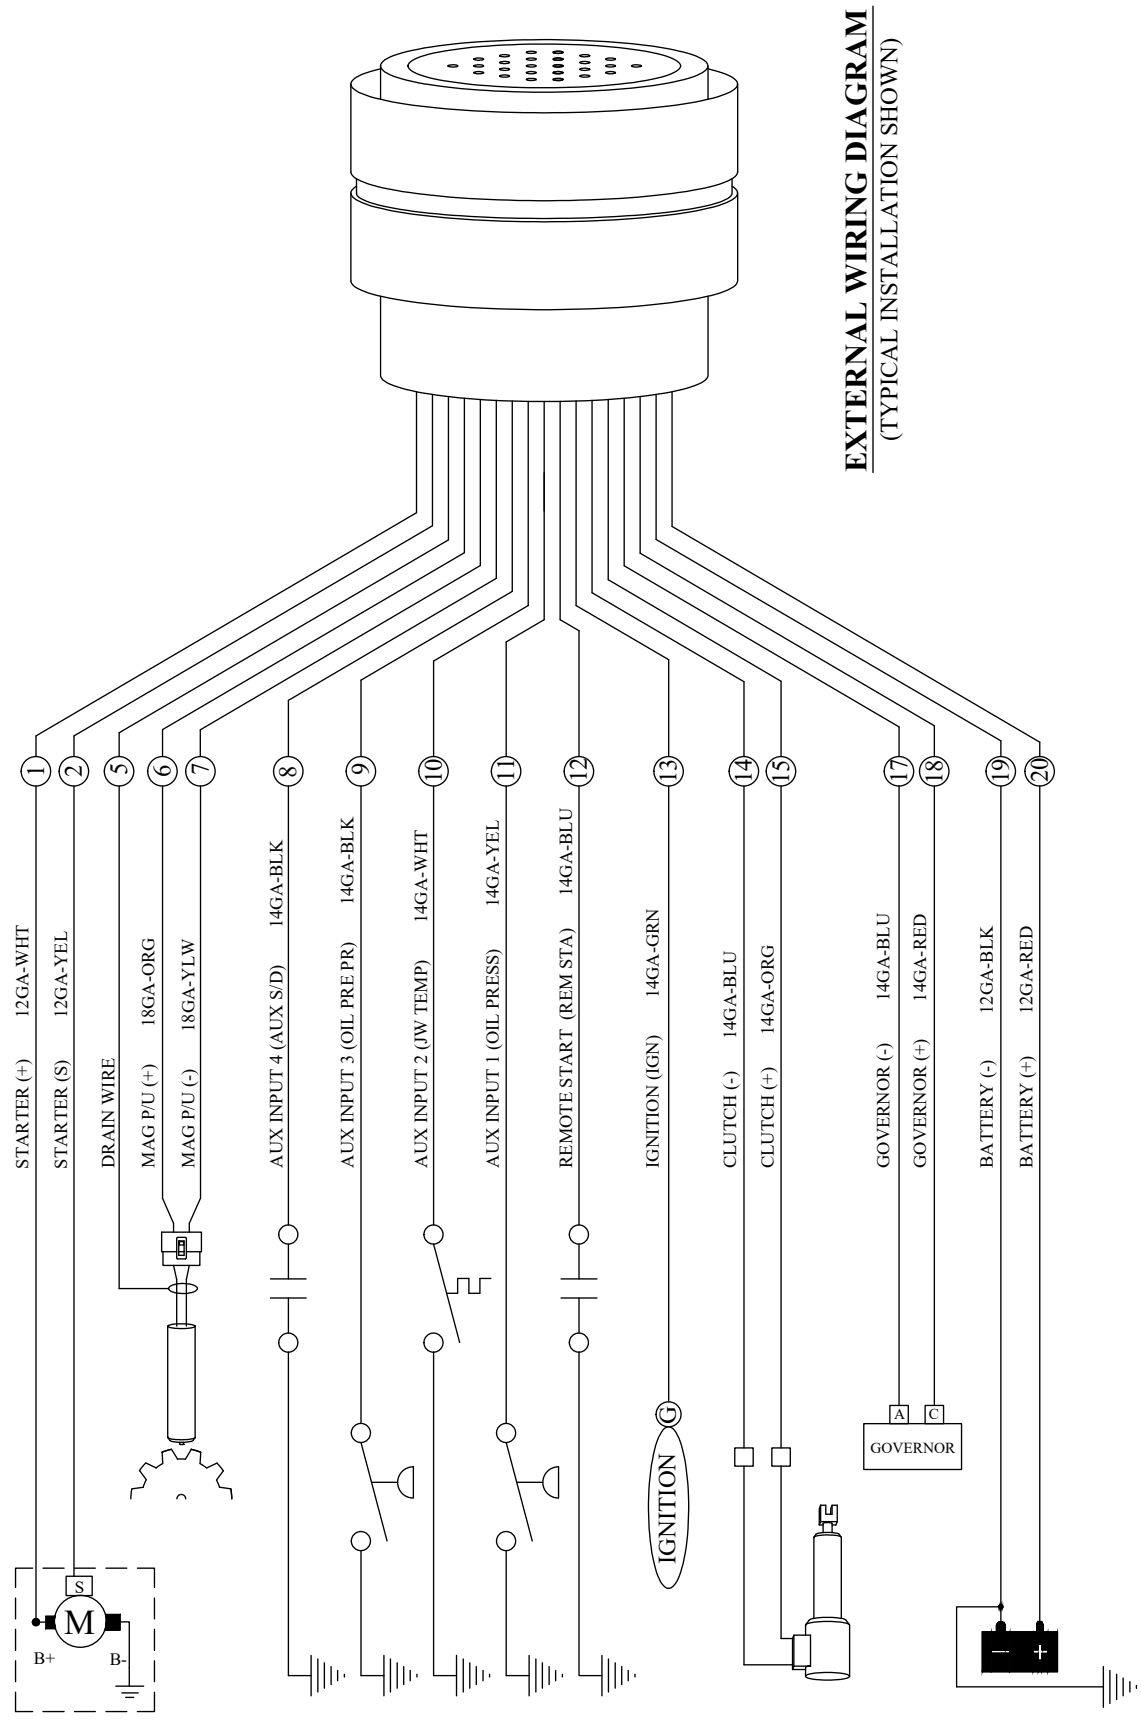 EXTERNAL WIRING DIAGRAM
(TYPICAL INSTALLATION SHOWN)
1
2
5
6
7
8
9
10
11
12
13
14
15
17
18
19
20
STARTER (+) 12GA-WHT
STARTER (S) 12GA-YEL
DRAIN WIRE
MAG P/U (+) 18GA-ORG
MAG P/U (-) 18GA-YLW
AUX INPUT 4 (AUX S/D) 14GA-BLK
AUX INPUT 3 (OIL PRE PR) 14GA-BLK
AUX INPUT 2 (JW TEMP) 14GA-WHT
AUX INPUT 1 (OIL PRESS) 14GA-YEL
REMOTE START (REM STA) 14GA-BLU
IGNITION (IGN) 14GA-GRN
CLUTCH (-) 14GA-BLU
CLUTCH (+) 14GA-ORG
GOVERNOR (-) 14GA-BLU
GOVERNOR (+) 14GA-RED
BATTERY (-) 12GA-BLK
BATTERY (+) 12GA-RED
G
IGNITION
A C
GOVERNOR
S
M
B+ B-
- +